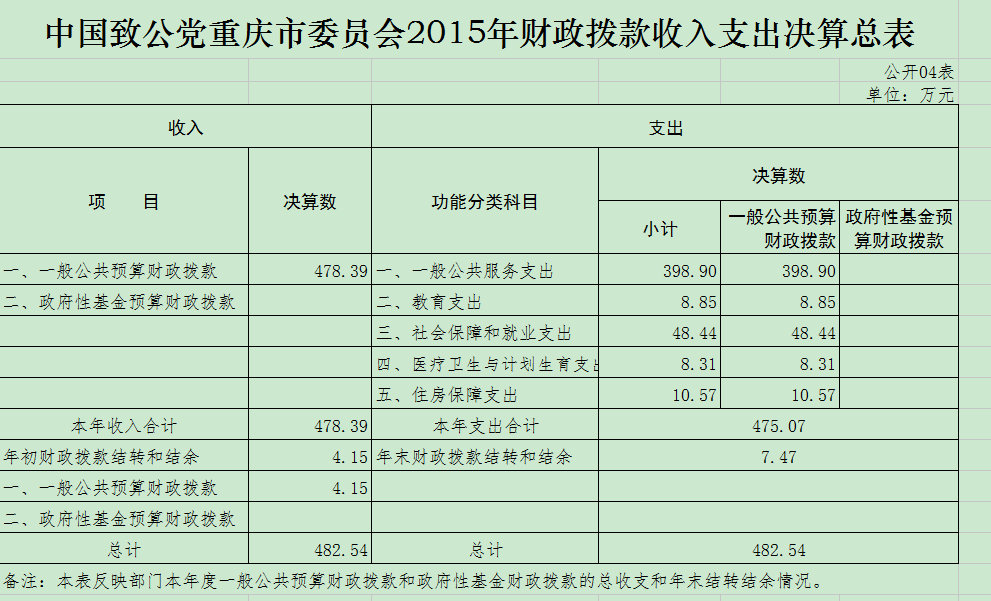 中国致公党重庆市委员会2015年财政拨款收入支出决算总表
公开04表
单位：万元
收入 支出
项 目 决算数 功能分类科目 决算数
小计 一般公共预算财政拨款 政府性基金预算财政拨款
一、一般公共预算财政拨款 478.39 一、一般公共服务支出 398.90 398.90
二、政府性基金预算财政拨款 二、教育支出 8.85 8.85
三、社会保障和就业支出 48.44 48.44
四、医疗卫生与计划生育支出 8.31 8.31
五、住房保障支出 10.57 10.57
本年收入合计 478.39 本年支出合计 475.07
年初财政拨款结转和结余 4.15 年末财政拨款结转和结余 7.47
一、一般公共预算财政拨款 4.15
二、政府性基金预算财政拨款
总计 482.54 总计 482.54
备注：本表反映部门本年度一般公共预算财政拨款和政府性基金财政拨款的总收支和年末结转结余情况。